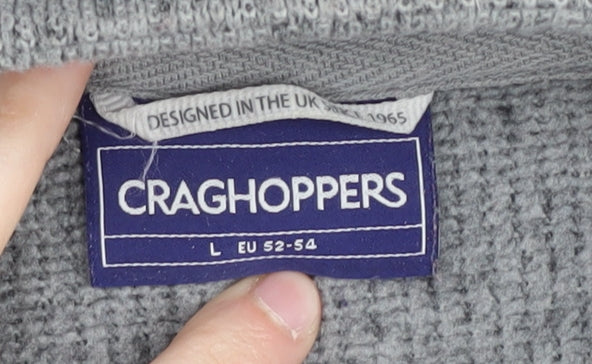 DESIGNED IN THE UK SINCE 1965
CRAGHOPPERS
L EU 52-54